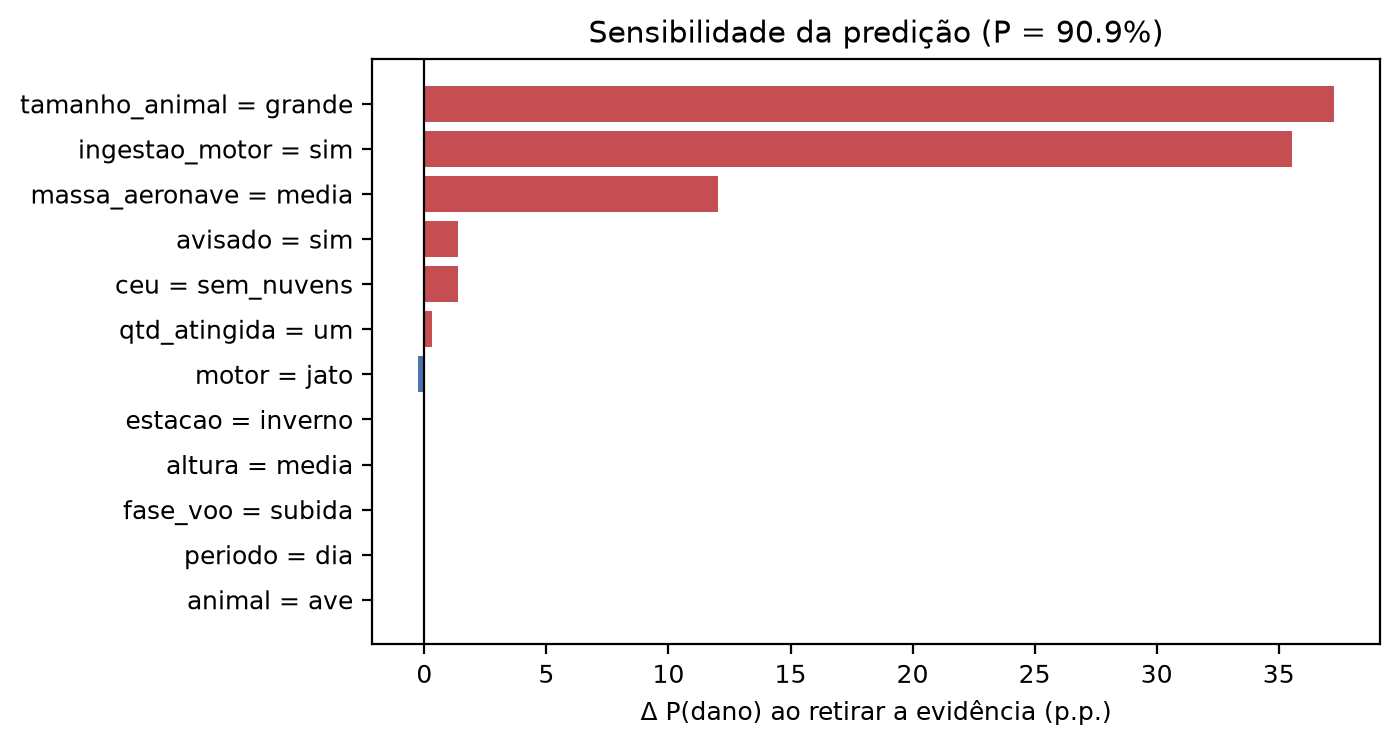 Sensibilidade da predição (P = 90.9%)
tamanho_animal = grande
ingestao_motor = sim
massa_aeronave = media
avisado = sim
ceu = sem_nuvens
qtd_atingida = um
motor = jato
estacao = inverno
altura = media
fase_voo = subida
periodo = dia
animal = ave
0 5 10 15 20 25 30 35
Δ P(dano) ao retirar a evidência (p.p.)